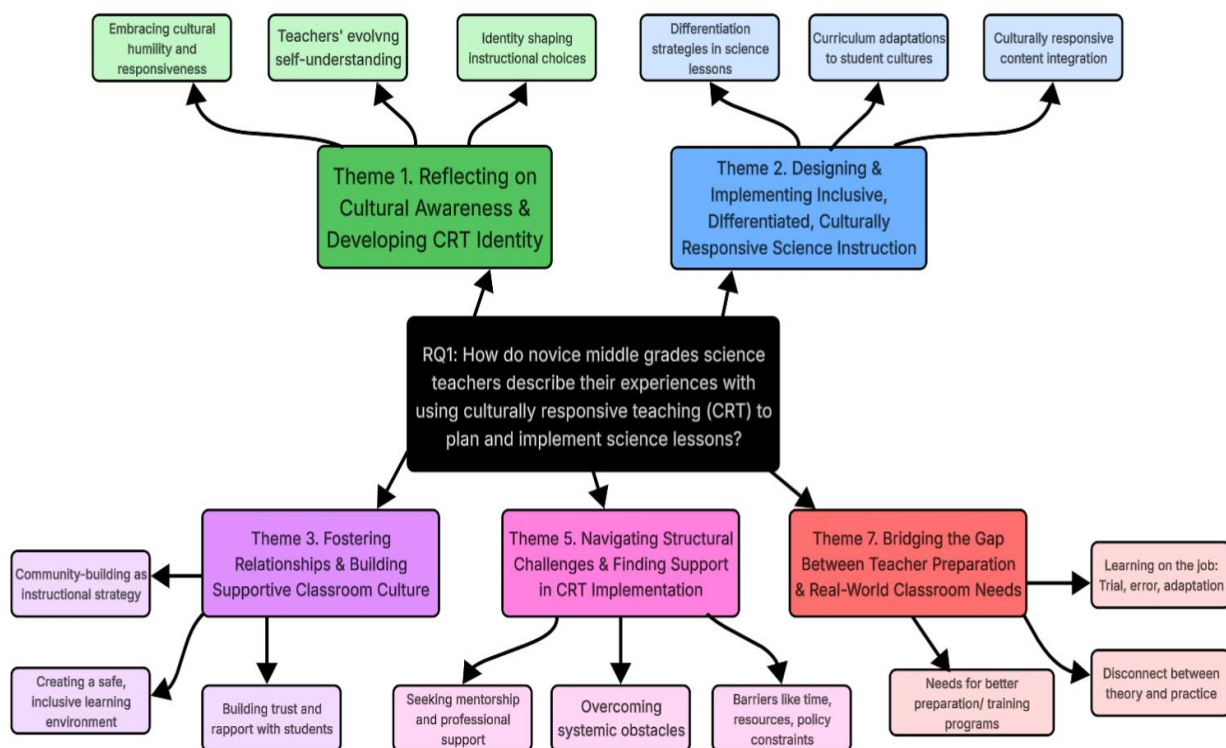 Embracing cultural
humility and
responsiveness
Teachers' evolvng
self-understanding
Identity shaping
instructional choices
Differentiation
strategies in science
lessons
Curriculum adaptations
to student cultures
Culturally responsive
content integration
Theme 1. Reflecting on
Cultural Awareness &
Developing CRT Identity
Theme 2. Designing &
Implementing Inclusive,
Differentiated, Culturally
Responsive Science Instruction
RQ1: How do novice middle grades science
teachers describe their experiences with
using culturally responsive teaching (CRT) to
plan and implement science lessons?
Theme 3. Fostering
Relationships & Building
Supportive Classroom Culture
Theme 5. Navigating Structural
Challenges & Finding Support
in CRT Implementation
Theme 7. Bridging the Gap
Between Teacher Preparation
& Real-World Classroom Needs
Community-building as
instructional strategy
Creating a safe,
inclusive learning
environment
Building trust and
rapport with students
Seeking mentorship
and professional
support
Overcoming
systemic obstacles
Barriers like time,
resources, policy
constraints
Needs for better
preparation/ training
programs
Learning on the job:
Trial, error, adaptation
Disconnect between
theory and practice